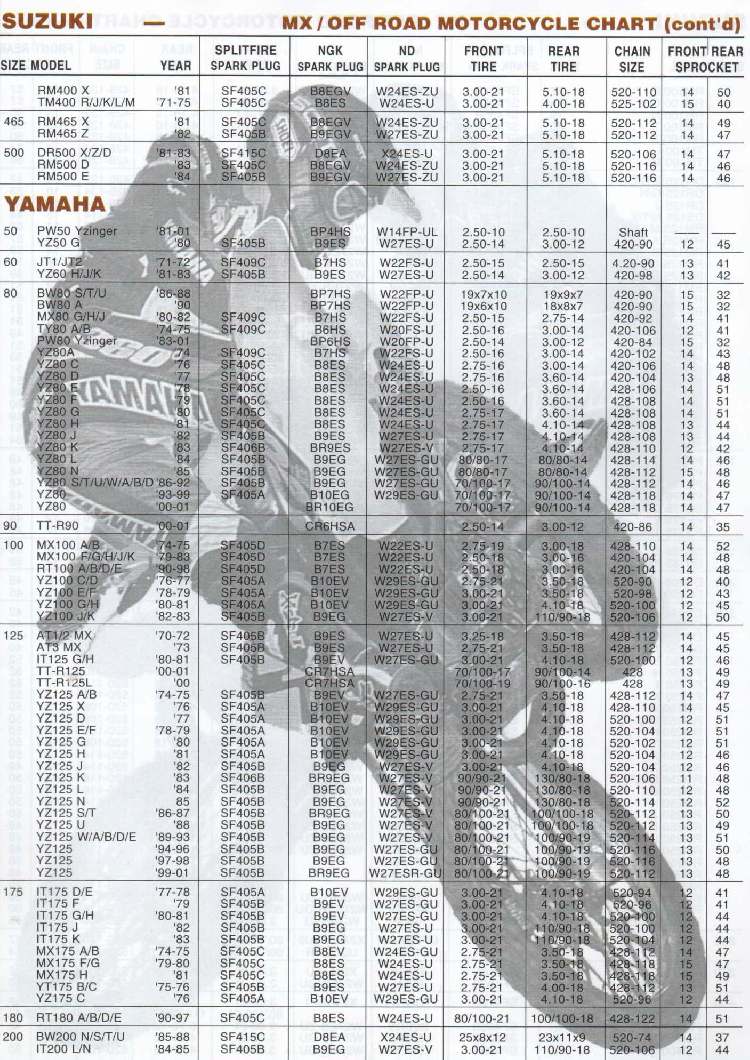 SUZUKI — MX / OFF ROAD MOTORCYCLE CHART (cont'd)
SPLITFIRE NGK ND FRONT REAR CHAIN FRONT REAR
SIZE MODEL YEAR SPARK PLUG SPARK PLUG SPARK PLUG TIRE TIRE SIZE SPROCKET
RM400 X '81 SF405C B8EGV W24ES-ZU 3.00-21 5.10-18 520-110 14 50
TM400 R/J/K/L/M '71-75 SF405C B8ES W24ES-U 3.00-21 4.00-18 525-102 15 40
465 RM465 X '81 SF405C B8EGV W24ES-ZU 3.00-21 5.10-18 520-112 14 49
RM465 Z '82 SF405B B9EGV W27ES-ZU 3.00-21 5.10-18 520-112 14 47
500 DR500 X/Z/D '81-83 SF415C D8EA X24ES-U 3.00-21 5.10-18 520-106 14 47
RM500 D '83 SF405C B8EGV W24ES-ZU 3.00-21 5.10-18 520-116 14 46
RM500 E '84 SF405B B9EGV W27ES-ZU 3.00-21 5.10-18 520-116 14 46
YAMAHA
50 PW50 Yzinger '81-01 BP4HS W14FP-UL 2.50-10 2.50-10 Shaft — —
YZ50 G '80 SF405B B9ES W27ES-U 2.50-14 3.00-12 420-90 12 45
60 JT1/JT2 '71-72 SF409C B7HS W22FS-U 2.50-15 2.50-15 4.20-90 13 41
YZ60 H/J/K '81-83 SF405B B9ES W27ES-U 2.50-14 3.00-12 420-98 13 42
80 BW80 S/T/U '86-88 BP7HS W22FP-U 19x7x10 19x9x7 420-90 15 32
BW80 A '90 BP7HS W22FP-U 19x6x10 18x8x7 420-90 15 32
MX80 G/H/J '80-82 SF409C B7HS W22FS-U 2.50-15 2.75-14 420-92 14 41
TY80 A/B '74-75 SF409C B6HS W20FS-U 2.50-16 3.00-14 420-106 12 41
PW80 Yzinger '83-01 BP6HS W20FP-U 2.50-14 3.00-12 420-84 15 32
YZ80A '74 SF409C B7HS W22FS-U 2.50-16 3.00-14 420-102 14 43
YZ80 C '76 SF405C B8ES W24ES-U 2.50-16 3.00-14 420-106 14 48
YZ80 D '77 SF405C B8ES W24ES-U 2.75-16 3.60-14 420-104 13 48
YZ80 E '78 SF405C B8ES W24ES-U 2.50-16 3.60-14 428-106 14 51
YZ80 F '79 SF405C B8ES W24ES-U 2.50-16 3.60-14 428-108 14 51
YZ80 G '80 SF405C B8ES W24ES-U 2.75-17 3.60-14 428-108 14 51
YZ80 H '81 SF405C B8ES W24ES-U 2.75-17 4.10-14 428-108 13 44
YZ80 J '82 SF405B B9ES W27ES-U 2.75-17 4.10-14 428-108 13 44
YZ80 K '83 SF406B BR9ES W27ES-V 2.75-17 4.10-14 428-110 12 42
YZ80 L '84 SF405B B9EG W27ES-GU 80/80-17 80/80-14 428-114 14 46
YZ80 N '85 SF405B B9EG W27ES-GU 80/80-17 80/80-14 428-112 15 48
YZ80 S/T/U/W/A/B/D '86-92 SF405B B9EG W27ES-GU 70/100-17 90/100-14 428-112 14 46
YZ80 '93-99 SF405A B10EG W29ES-GU 70/100-17 90/100-14 428-118 14 47
YZ80 '00-01 BR10EG 70/100-17 90/100-14 428-118 14 47
90 TT-R90 '00-01 CR6HSA 2.50-14 3.00-12 420-86 14 35
100 MX100 A/B '74-75 SF405D B7ES W22ES-U 2.75-19 3.00-18 428-110 14 52
MX100 F/G/H/J/K '79-83 SF405D B7ES W22ES-U 2.50-18 3.00-16 420-104 14 48
RT100 A/B/D/E '90-98 SF405D B7ES W22ES-U 2.50-18 3.00-16 420-104 14 48
YZ100 C/D '76-77 SF405A B10EV W29ES-GU 2.75-21 3.50-18 520-90 12 40
YZ100 E/F '78-79 SF405A B10EV W29ES-GU 3.00-21 3.50-18 520-98 12 43
YZ100 G/H '80-81 SF405A B10EV W29ES-GU 3.00-21 4.10-18 520-100 12 45
YZ100 J/K '82-83 SF405A B9EG W27ES-V 3.00-21 110/90-18 520-106 12 50
125 AT1/2 MX '70-72 SF405B B9ES W27ES-U 3.25-18 3.50-18 428-112 14 45
AT3 MX '73 SF405B B9ES W27ES-U 2.75-21 3.50-18 428-112 14 45
IT125 G/H '80-81 SF405B B9EV W27ES-GU 3.00-21 4.10-18 520-100 12 46
TT-R125 '00-01 CR7HSA 70/100-17 90/100-14 428 13 49
TT-R125L '00 CR7HSA 70/100-19 90/100-16 428 13 49
YZ125 A/B '74-75 SF405B B9EV W27ES-GU 2.75-21 3.50-18 428-112 14 47
YZ125 X '76 SF405A B10EV W29ES-GU 3.00-21 4.10-18 428-110 14 45
YZ125 D '77 SF405A B10EV W29ES-GU 3.00-21 4.10-18 520-100 12 51
YZ125 E/F '78-79 SF405A B10EV W29ES-GU 3.00-21 4.10-18 520-104 12 51
YZ125 G '80 SF405A B10EV W29ES-GU 3.00-21 4.10-18 520-102 12 51
YZ125 H '81 SF405A B10EV W29ES-GU 3.00-21 4.10-18 520-104 12 46
YZ125 J '82 SF405B B9EG W27ES-V 3.00-21 4.10-18 520-104 12 46
YZ125 K '83 SF406B BR9EG W27ES-V 90/90-21 130/80-18 520-106 11 48
YZ125 L '84 SF405B B9EG W27ES-V 90/90-21 130/80-18 520-110 12 48
YZ125 N 85 SF405B B9EG W27ES-V 90/90-21 130/80-18 520-114 12 52
YZ125 S/T '86-87 SF406B BR9EG W27ES-V 80/100-21 100/100-18 520-112 13 50
YZ125 U '88 SF405B B9EG W27ES-V 80/100-21 100/100-18 520-112 13 49
YZ125 W/A/B/D/E '89-93 SF405B B9EG W27ES-V 80/100-21 100/90-19 520-114 13 51
YZ125 '94-96 SF405B B9EG W27ES-GU 80/100-21 100/90-19 520-116 13 50
YZ125 '97-98 SF405B B9EG W27ES-GU 80/100-21 100/90-19 520-116 13 48
YZ125 '99-01 SF406B BR9EG W27ESR-GU 80/100-21 100/90-19 520-112 13 48
175 IT175 D/E '77-78 SF405A B10EV W29ES-GU 3.00-21 4.10-18 520-94 12 41
IT175 F '79 SF405B B9EV W27ES-GU 3.00-21 4.10-18 520-96 12 41
IT175 G/H '80-81 SF405B B9EV W27ES-GU 3.00-21 4.10-18 520-100 12 44
IT175 J '82 SF405B B9EG W27ES-U 3.00-21 110/90-18 520-100 12 44
IT175 K '83 SF405B B9EG W27ES-U 3.00-21 110/90-18 520-104 12 44
MX175 A/B '74-75 SF405C B8EV W24ES-GU 2.75-21 3.50-18 428-112 14 47
MX175 F/G '79-80 SF405C B8ES W24ES-U 2.75-21 3.50-18 428-118 15 47
MX175 H '81 SF405C B8ES W24ES-U 2.75-21 3.50-18 428-118 15 49
YT175 B/C '75-76 SF405B B9ES W27ES-U 2.75-21 4.00-18 428-112 13 51
YZ175 C '76 SF405A B10EV W29ES-GU 3.00-21 4.10-18 520-96 12 44
180 RT180 A/B/D/E '90-97 SF405C B8ES W24ES-U 80/100-21 100/100-18 428-122 14 51
200 BW200 N/S/T/U '85-88 SF415C D8EA X24ES-U 25x8x12 23x11x9 520-74 14 37
IT200 L/N '84-85 SF405B B9EG W27ES-V 3.00-21 110/90-18 520-106 12 44